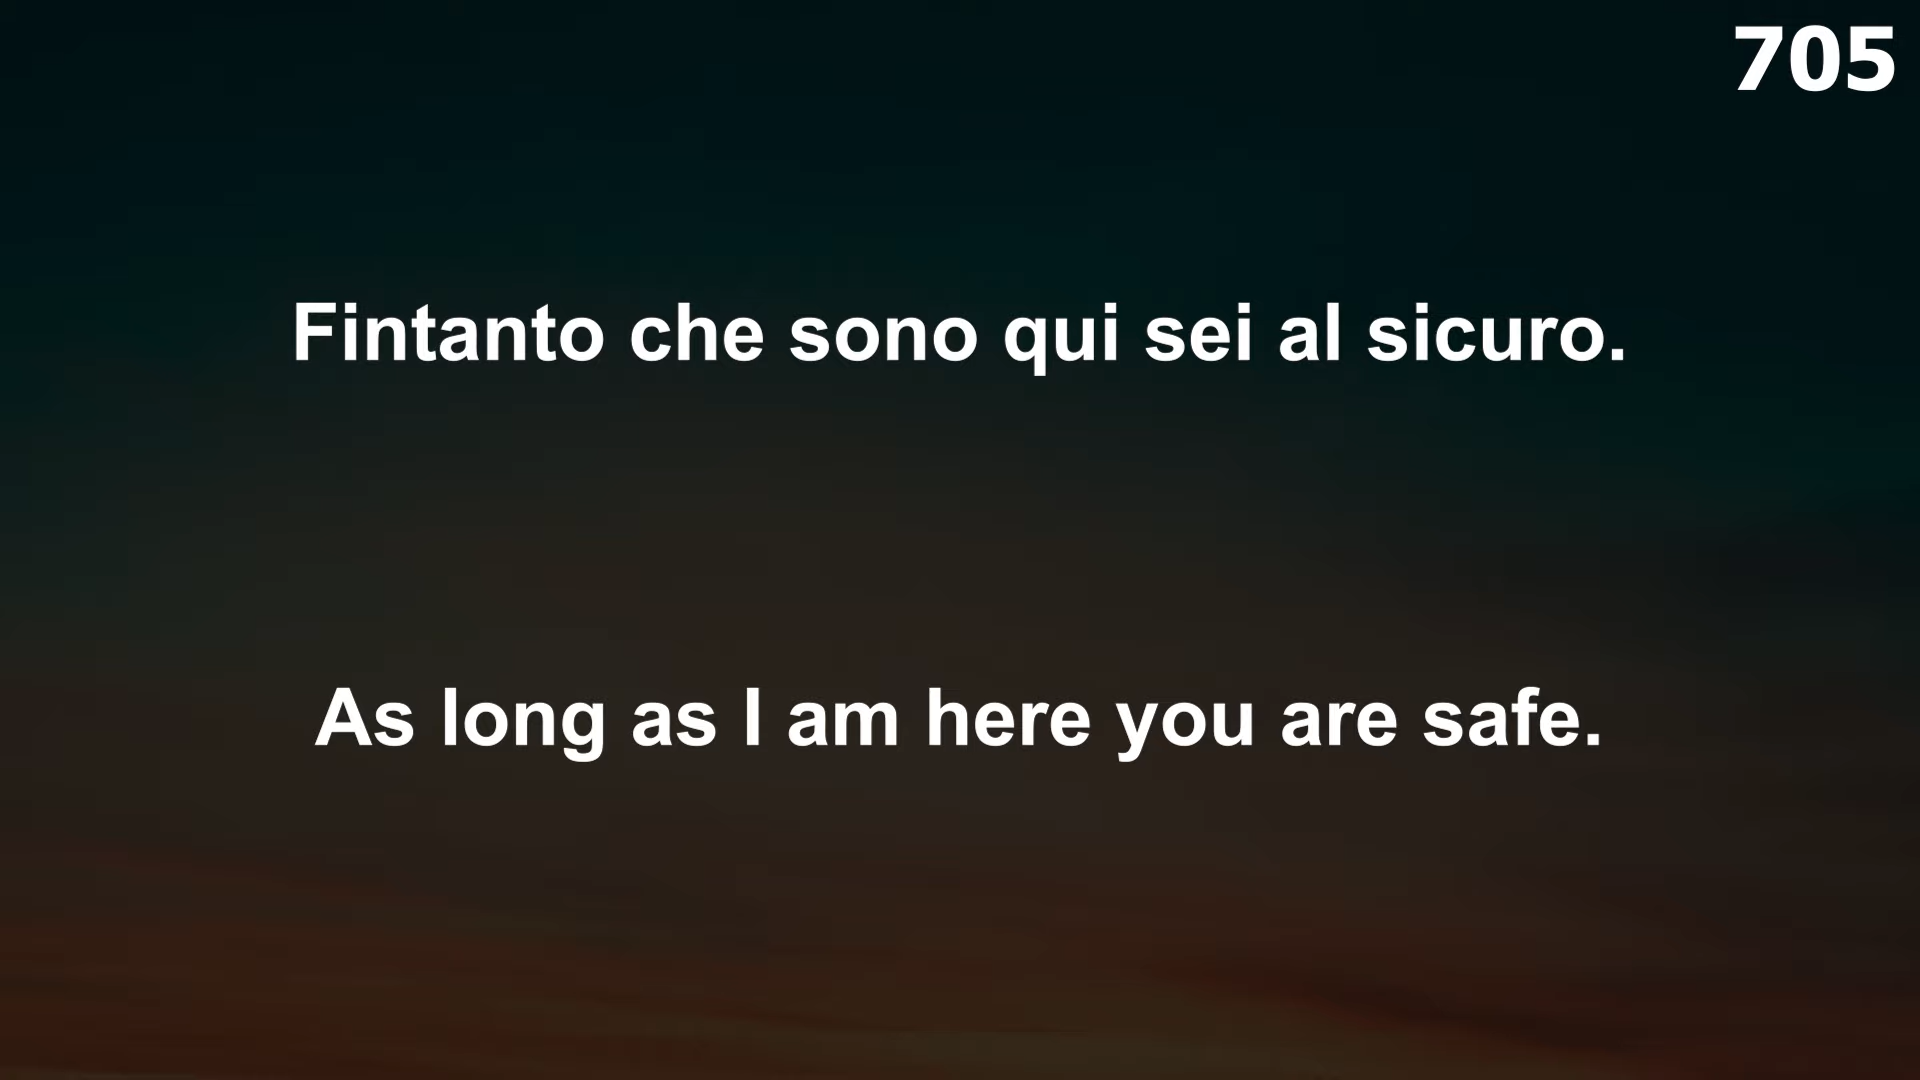 705
Fintanto che sono qui sei al sicuro.
As long as I am here you are safe.